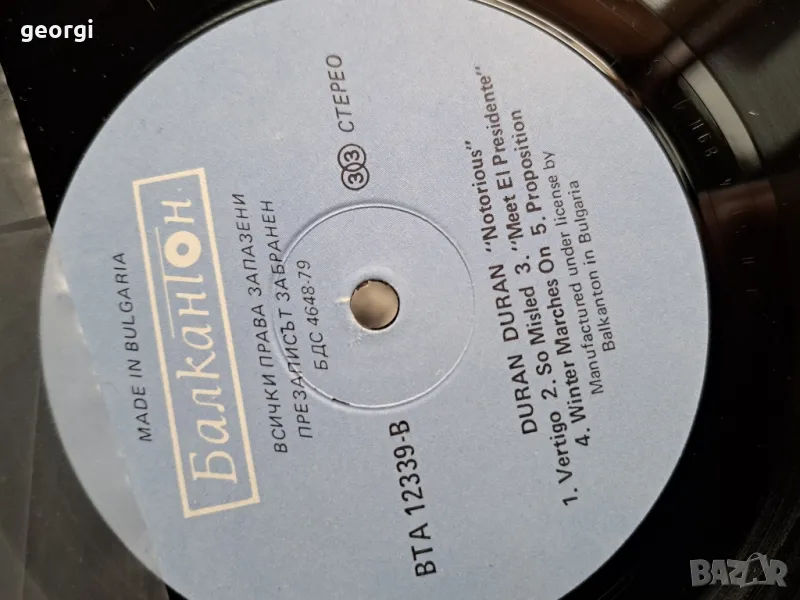 georgi
MADE IN BULGARIA
Балкантон
ВСИЧКИ ПРАВА ЗАПАЗЕНИ
ПРЕЗАПИСЪТ ЗАБРАНЕН
БДС 4648-79
33 СТЕРЕО
ВТА 12339-В
DURAN DURAN "Notorious"
1. Vertigo 2. So Misled 3. "Meet El Presidente"
4. Winter Marches On 5. Proposition
Manufactured under license by
Balkanton in Bulgaria
BAZAR